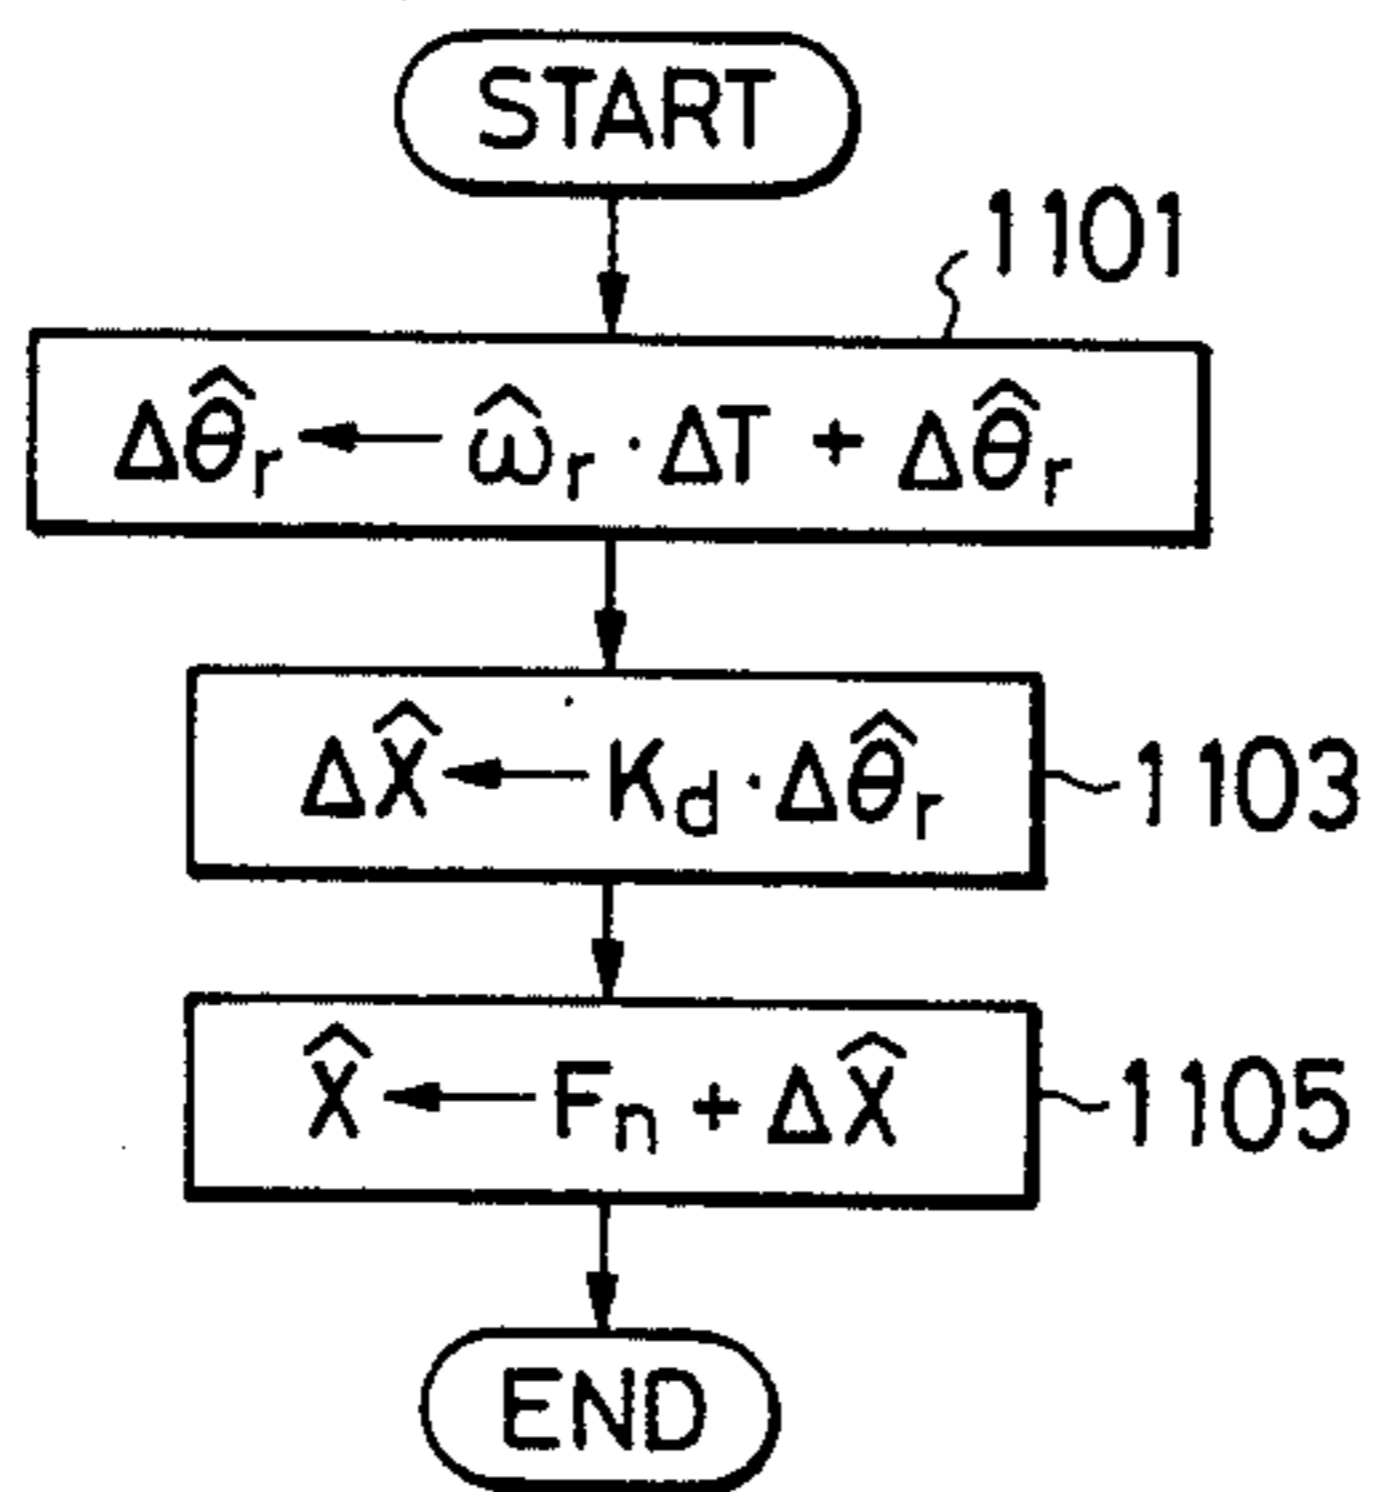 START
1101
Δθ̂r ← ω̂r · ΔT + Δθ̂r
ΔX̂ ← Kd · Δθ̂r
1103
X̂ ← Fn + ΔX̂
1105
END